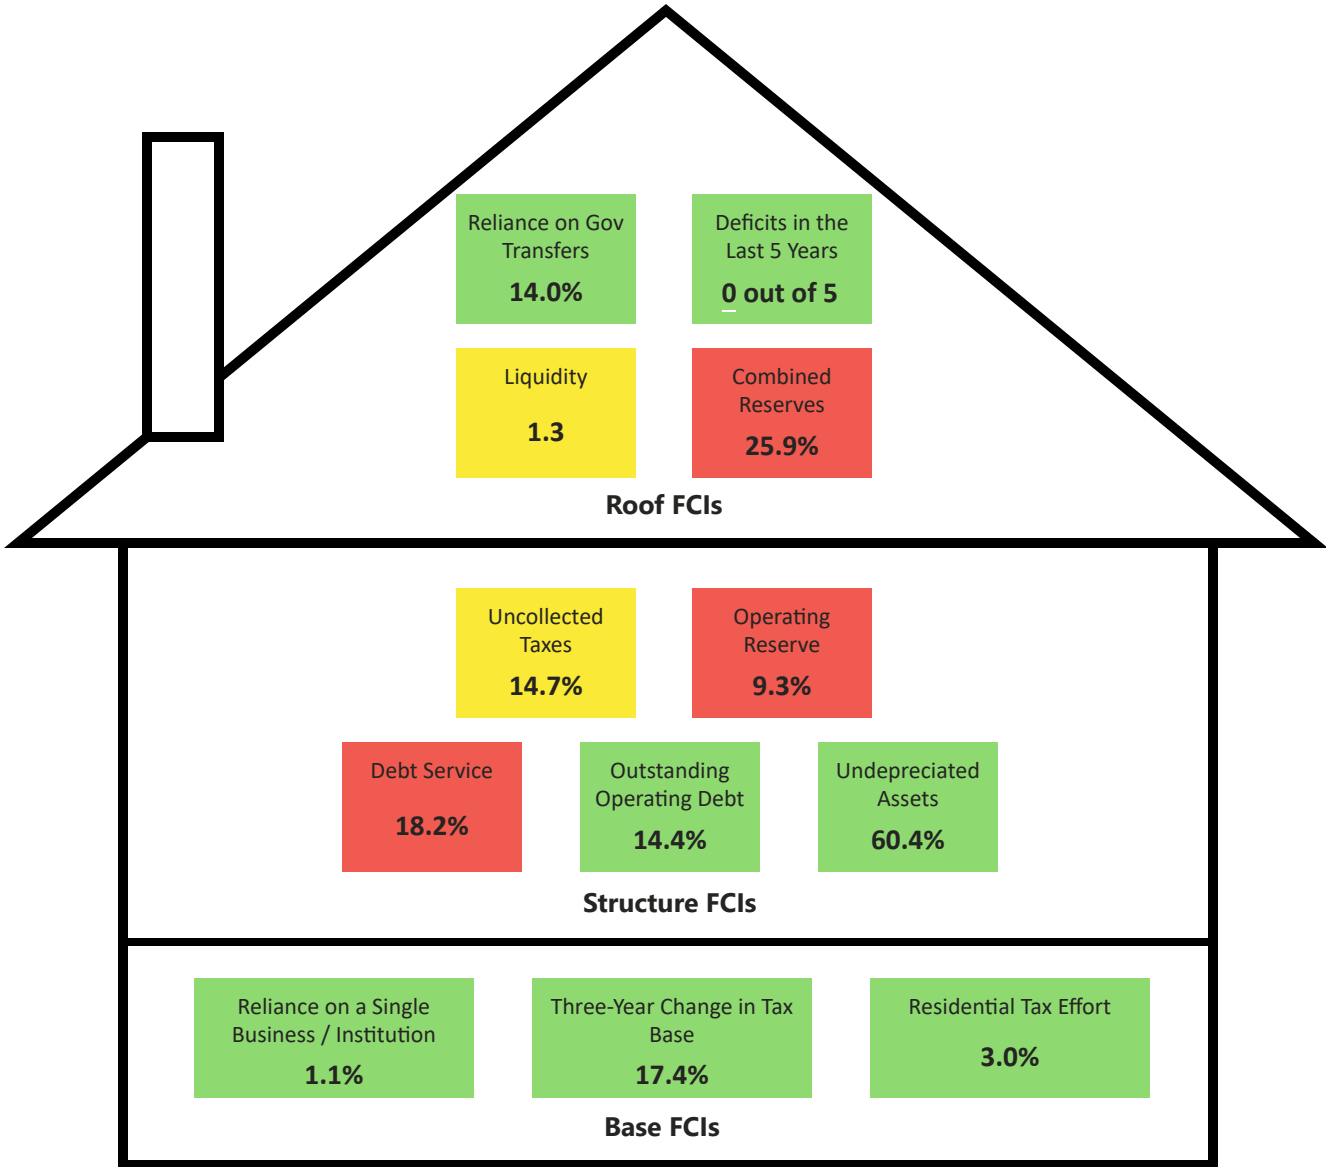 Reliance on Gov
Transfers
14.0%
Deficits in the
Last 5 Years
0 out of 5
Liquidity
1.3
Combined
Reserves
25.9%
Roof FCIs
Uncollected
Taxes
14.7%
Operating
Reserve
9.3%
Debt Service
18.2%
Outstanding
Operating Debt
14.4%
Undepreciated
Assets
60.4%
Structure FCIs
Reliance on a Single
Business / Institution
1.1%
Three-Year Change in Tax
Base
17.4%
Residential Tax Effort
3.0%
Base FCIs